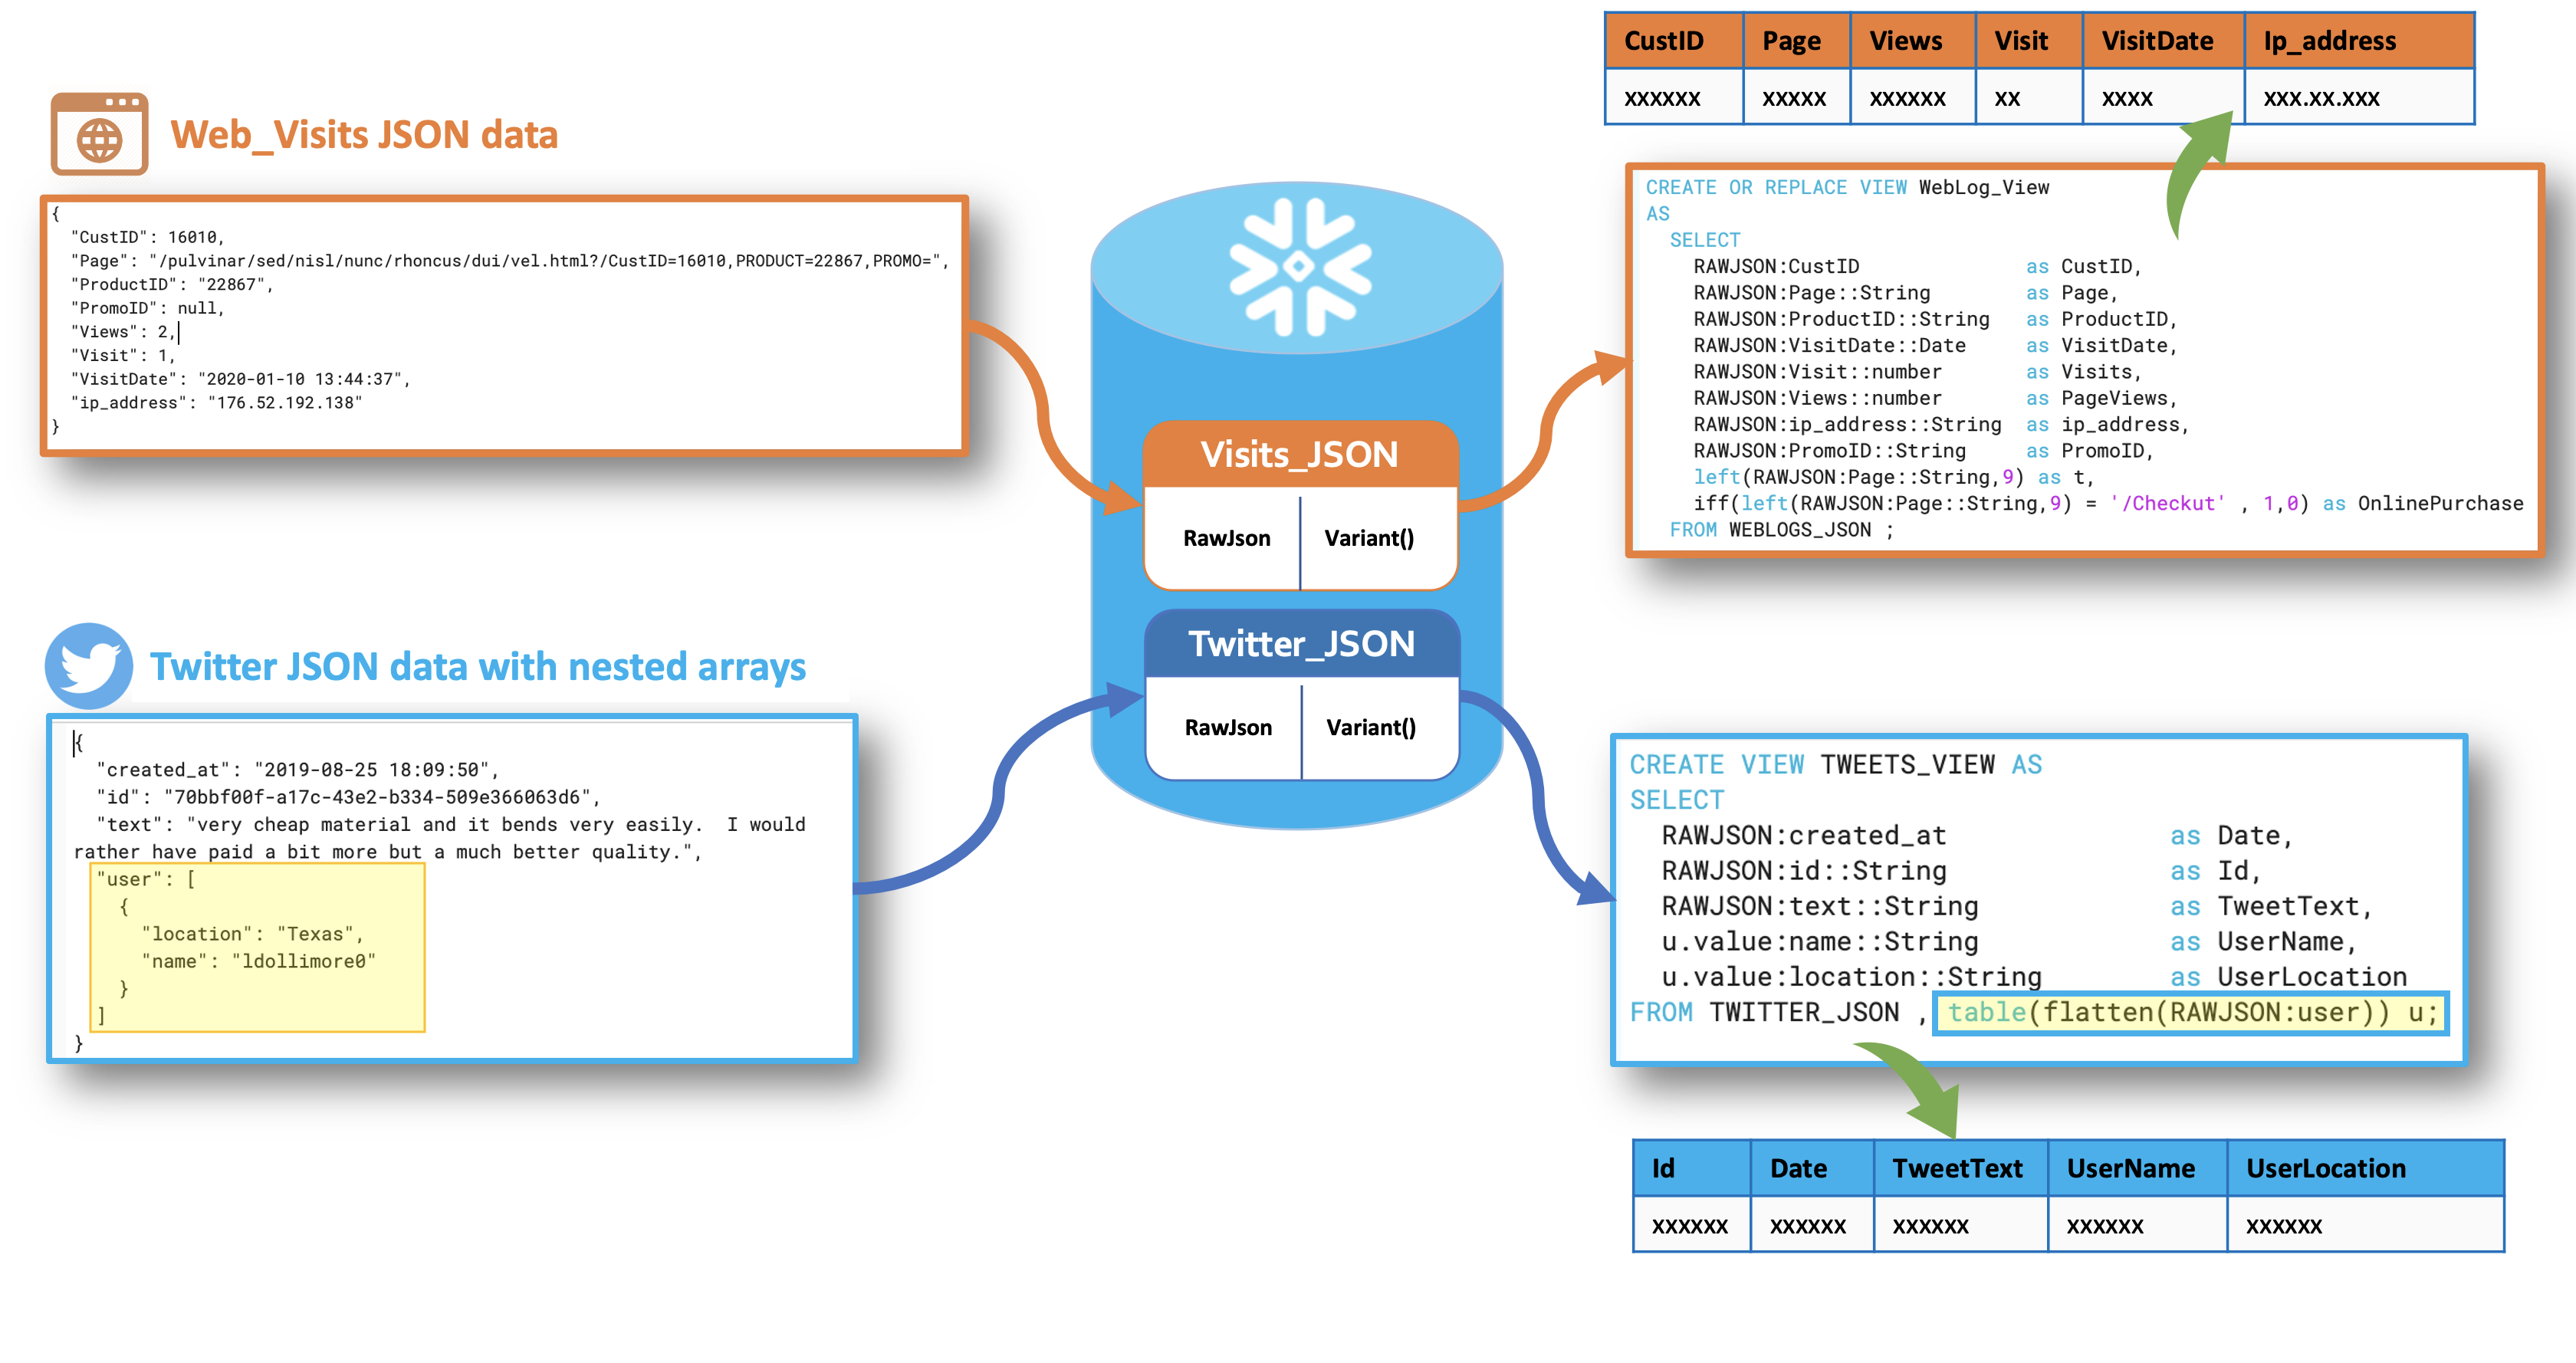 Web_Visits JSON data
{
"CustID": 16010,
"Page": "/pulvinar/sed/nisl/nunc/rhoncus/dui/vel.html?/CustID=16010,PRODUCT=22867,PROMO=",
"ProductID": "22867",
"PromoID": null,
"Views": 2,
"Visit": 1,
"VisitDate": "2020-01-10 13:44:37",
"ip_address": "176.52.192.138"
}
Twitter JSON data with nested arrays
{
"created_at": "2019-08-25 18:09:50",
"id": "70bbf00f-a17c-43e2-b334-509e366063d6",
"text": "very cheap material and it bends very easily.  I would
rather have paid a bit more but a much better quality.",
"user": [
{
"location": "Texas",
"name": "ldollimore0"
}
]
}
Visits_JSON
RawJson Variant()
Twitter_JSON
RawJson Variant()
CustID Page Views Visit VisitDate Ip_address
xxxxxx xxxxx xxxxxx xx xxxx xxx.xx.xxx
CREATE OR REPLACE VIEW WebLog_View
AS
SELECT
RAWJSON:CustID as CustID,
RAWJSON:Page::String as Page,
RAWJSON:ProductID::String as ProductID,
RAWJSON:VisitDate::Date as VisitDate,
RAWJSON:Visit::number as Visits,
RAWJSON:Views::number as PageViews,
RAWJSON:ip_address::String as ip_address,
RAWJSON:PromoID::String as PromoID,
left(RAWJSON:Page::String,9) as t,
iff(left(RAWJSON:Page::String,9) = '/Checkut' , 1,0) as OnlinePurchase
FROM WEBLOGS_JSON ;
CREATE VIEW TWEETS_VIEW AS
SELECT
RAWJSON:created_at as Date,
RAWJSON:id::String as Id,
RAWJSON:text::String as TweetText,
u.value:name::String as UserName,
u.value:location::String as UserLocation
FROM TWITTER_JSON , table(flatten(RAWJSON:user)) u;
Id Date TweetText UserName UserLocation
xxxxxx xxxxxx xxxxxx xxxxxx xxxxxx